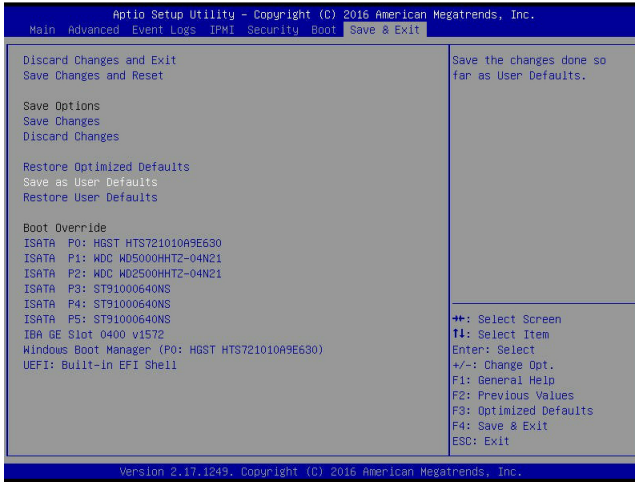 Aptio Setup Utility – Copyright (C) 2016 American Megatrends, Inc.
Main Advanced Event Logs IPMI Security Boot Save & Exit
Discard Changes and Exit
Save Changes and Reset
Save Options
Save Changes
Discard Changes
Restore Optimized Defaults
Save as User Defaults
Restore User Defaults
Boot Override
ISATA P0: HGST HTS721010A9E630
ISATA P1: WDC WD5000HHTZ-04N21
ISATA P2: WDC WD2500HHTZ-04N21
ISATA P3: ST91000640NS
ISATA P4: ST91000640NS
ISATA P5: ST91000640NS
IBA GE Slot 0400 v1572
Windows Boot Manager (P0: HGST HTS721010A9E630)
UEFI: Built-in EFI Shell
Save the changes done so
far as User Defaults.
→←: Select Screen
↑↓: Select Item
Enter: Select
+/-: Change Opt.
F1: General Help
F2: Previous Values
F3: Optimized Defaults
F4: Save & Exit
ESC: Exit
Version 2.17.1249. Copyright (C) 2016 American Megatrends, Inc.